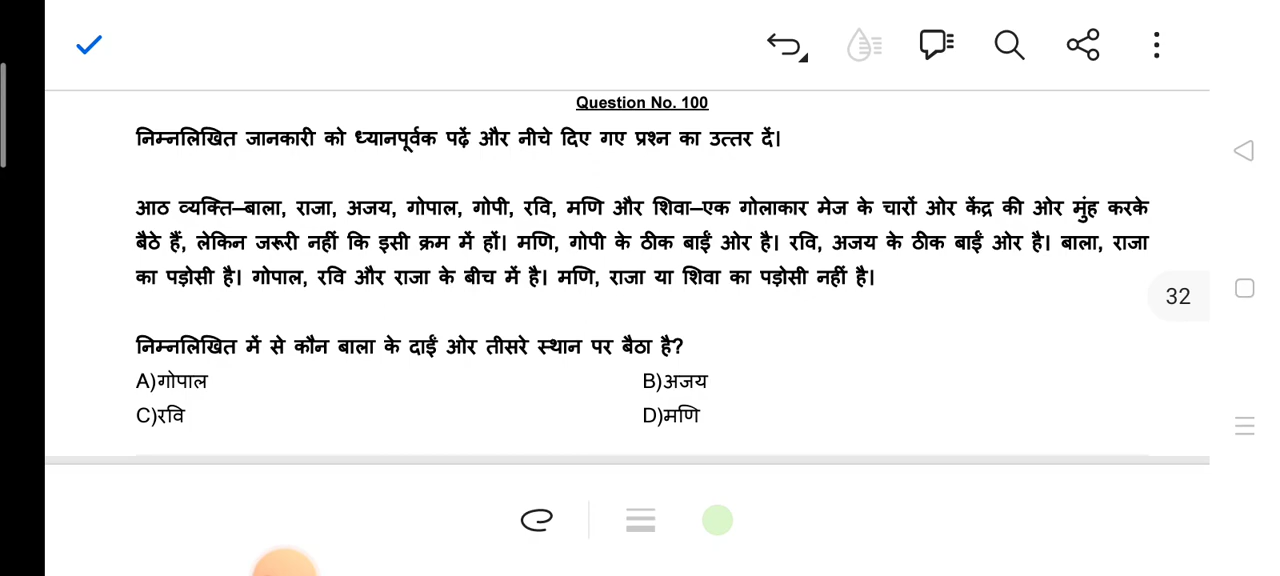 Question No. 100
निम्नलिखित जानकारी को ध्यानपूर्वक पढ़ें और नीचे दिए गए प्रश्न का उत्तर दें।
आठ व्यक्ति–बाला, राजा, अजय, गोपाल, गोपी, रवि, मणि और शिवा–एक गोलाकार मेज के चारों ओर केंद्र की ओर मुंह करके
बैठे हैं, लेकिन जरूरी नहीं कि इसी क्रम में हों। मणि, गोपी के ठीक बाईं ओर है। रवि, अजय के ठीक बाईं ओर है। बाला, राजा
का पड़ोसी है। गोपाल, रवि और राजा के बीच में है। मणि, राजा या शिवा का पड़ोसी नहीं है।
32
निम्नलिखित में से कौन बाला के दाईं ओर तीसरे स्थान पर बैठा है?
A)गोपाल B)अजय
C)रवि D)मणि